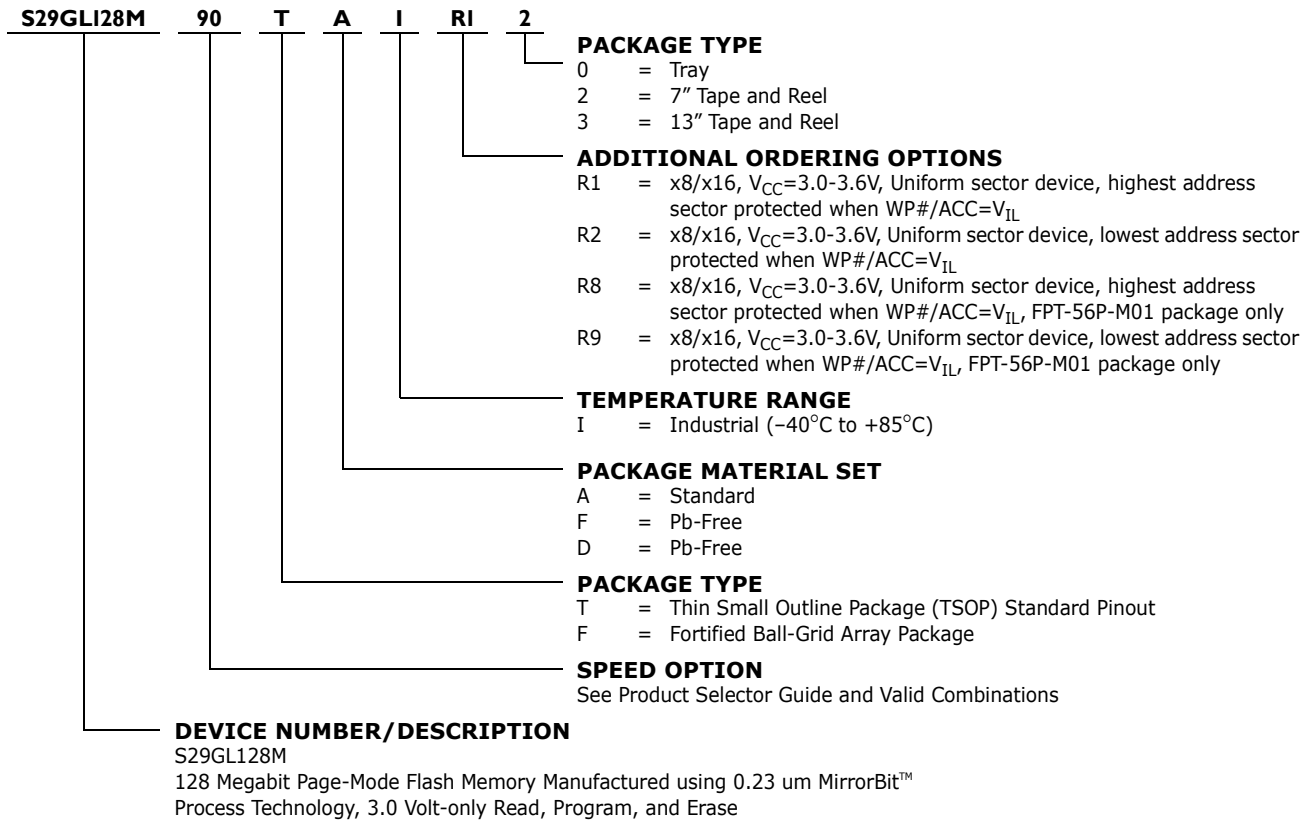 S29GL128M 90 T A I R1 2
PACKAGE TYPE
0 = Tray
2 = 7″ Tape and Reel
3 = 13″ Tape and Reel
ADDITIONAL ORDERING OPTIONS
R1 = x8/x16, VCC=3.0-3.6V, Uniform sector device, highest address
sector protected when WP#/ACC=VIL
R2 = x8/x16, VCC=3.0-3.6V, Uniform sector device, lowest address sector
protected when WP#/ACC=VIL
R8 = x8/x16, VCC=3.0-3.6V, Uniform sector device, highest address
sector protected when WP#/ACC=VIL, FPT-56P-M01 package only
R9 = x8/x16, VCC=3.0-3.6V, Uniform sector device, lowest address sector
protected when WP#/ACC=VIL, FPT-56P-M01 package only
TEMPERATURE RANGE
I = Industrial (–40°C to +85°C)
PACKAGE MATERIAL SET
A = Standard
F = Pb-Free
D = Pb-Free
PACKAGE TYPE
T = Thin Small Outline Package (TSOP) Standard Pinout
F = Fortified Ball-Grid Array Package
SPEED OPTION
See Product Selector Guide and Valid Combinations
DEVICE NUMBER/DESCRIPTION
S29GL128M
128 Megabit Page-Mode Flash Memory Manufactured using 0.23 um MirrorBit™
Process Technology, 3.0 Volt-only Read, Program, and Erase